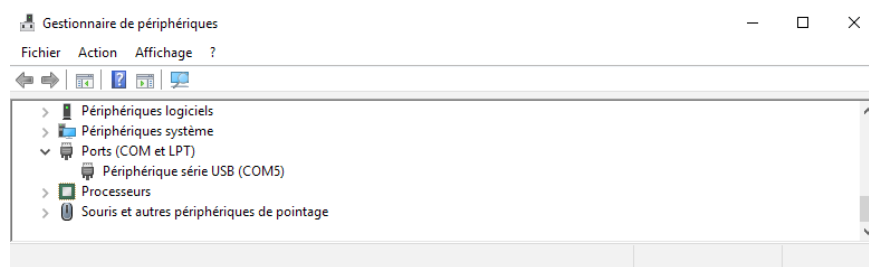 Gestionnaire de périphériques
Fichier Action Affichage ?
Périphériques logiciels
Périphériques système
Ports (COM et LPT)
Périphérique série USB (COM5)
Processeurs
Souris et autres périphériques de pointage